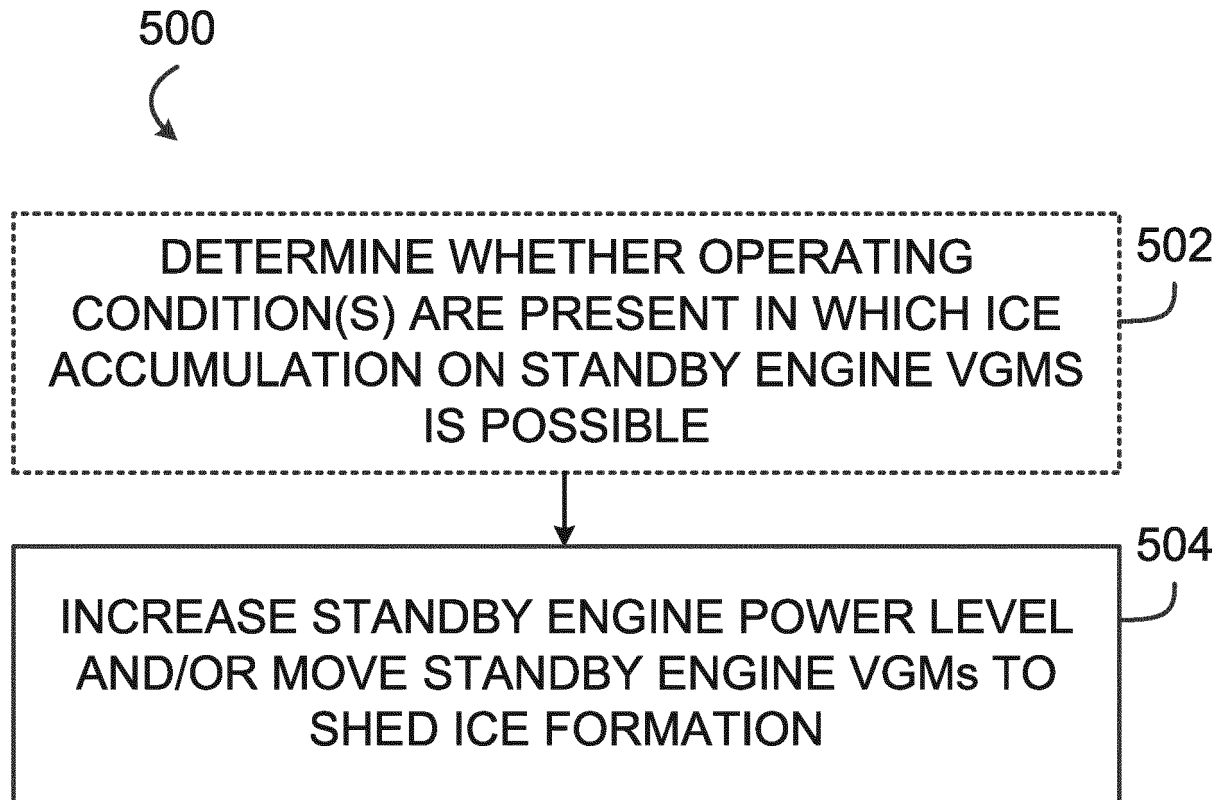 500
DETERMINE WHETHER OPERATING
CONDITION(S) ARE PRESENT IN WHICH ICE
ACCUMULATION ON STANDBY ENGINE VGMS
IS POSSIBLE
502
INCREASE STANDBY ENGINE POWER LEVEL
AND/OR MOVE STANDBY ENGINE VGMs TO
SHED ICE FORMATION
504